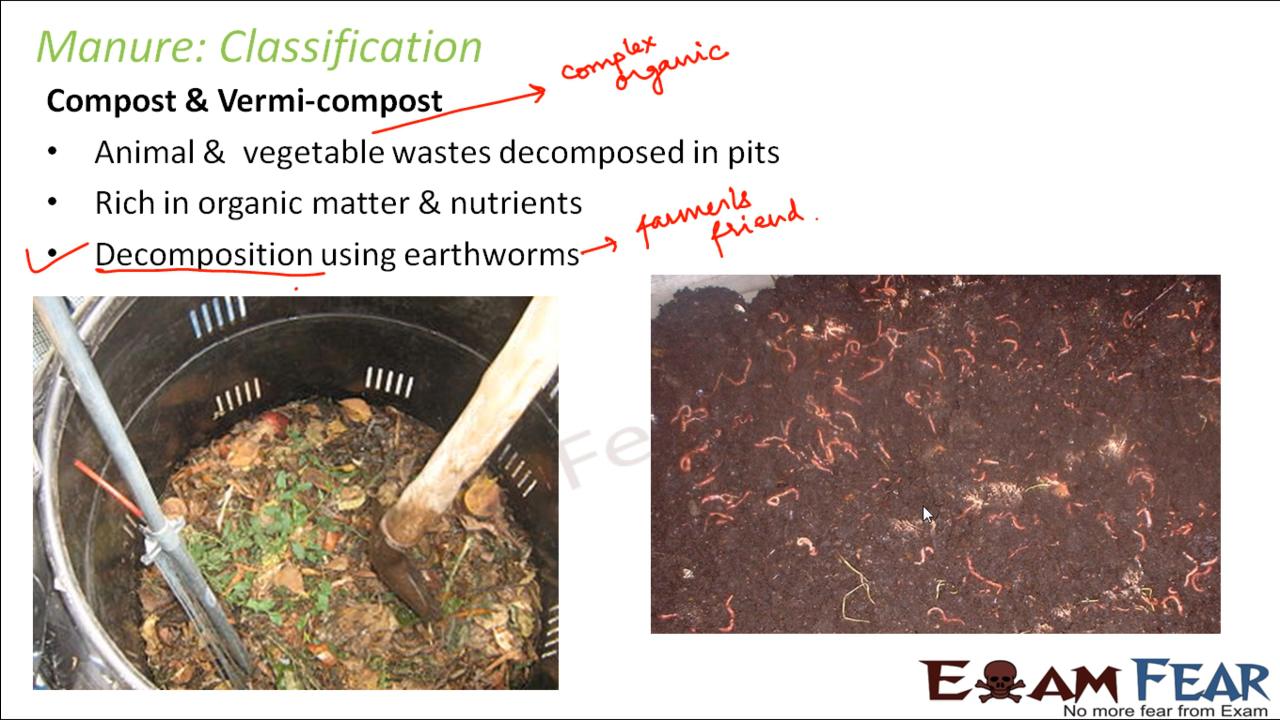 Manure: Classification
complex
organic
Compost & Vermi-compost
• Animal & vegetable wastes decomposed in pits
• Rich in organic matter & nutrients
farmer's
friend.
• Decomposition using earthworms
Fe
EXAM FEAR
No more fear from Exam